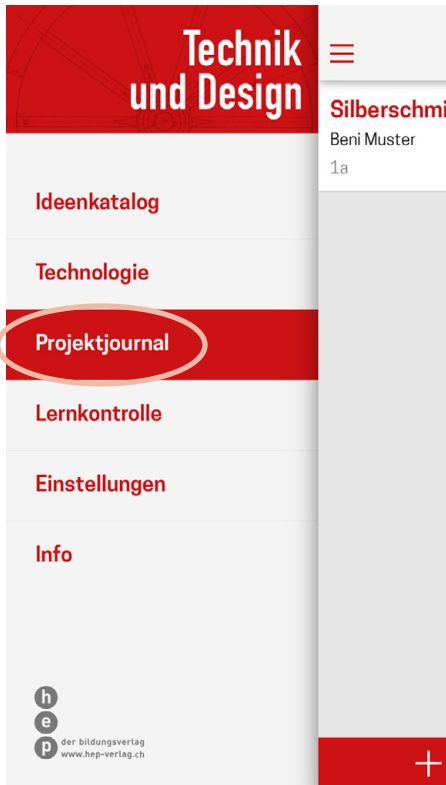 Technik
und Design
Ideenkatalog
Technologie
Projektjournal
Lernkontrolle
Einstellungen
Info
hep
der bildungsverlag
www.hep-verlag.ch
Silberschmi
Beni Muster
1a